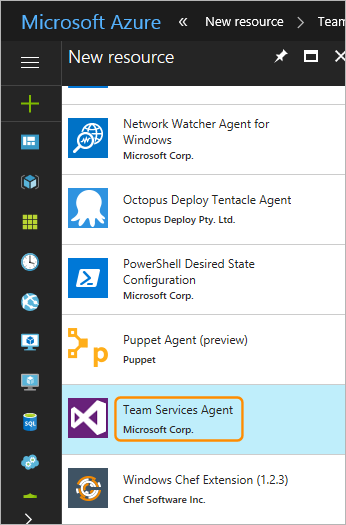 Microsoft Azure « New resource > Team
New resource
Network Watcher Agent for
Windows
Microsoft Corp.
Octopus Deploy Tentacle Agent
Octopus Deploy Pty. Ltd.
PowerShell Desired State
Configuration
Microsoft Corp.
Puppet Agent (preview)
Puppet
Team Services Agent
Microsoft Corp.
Windows Chef Extension (1.2.3)
Chef Software Inc.
SQL